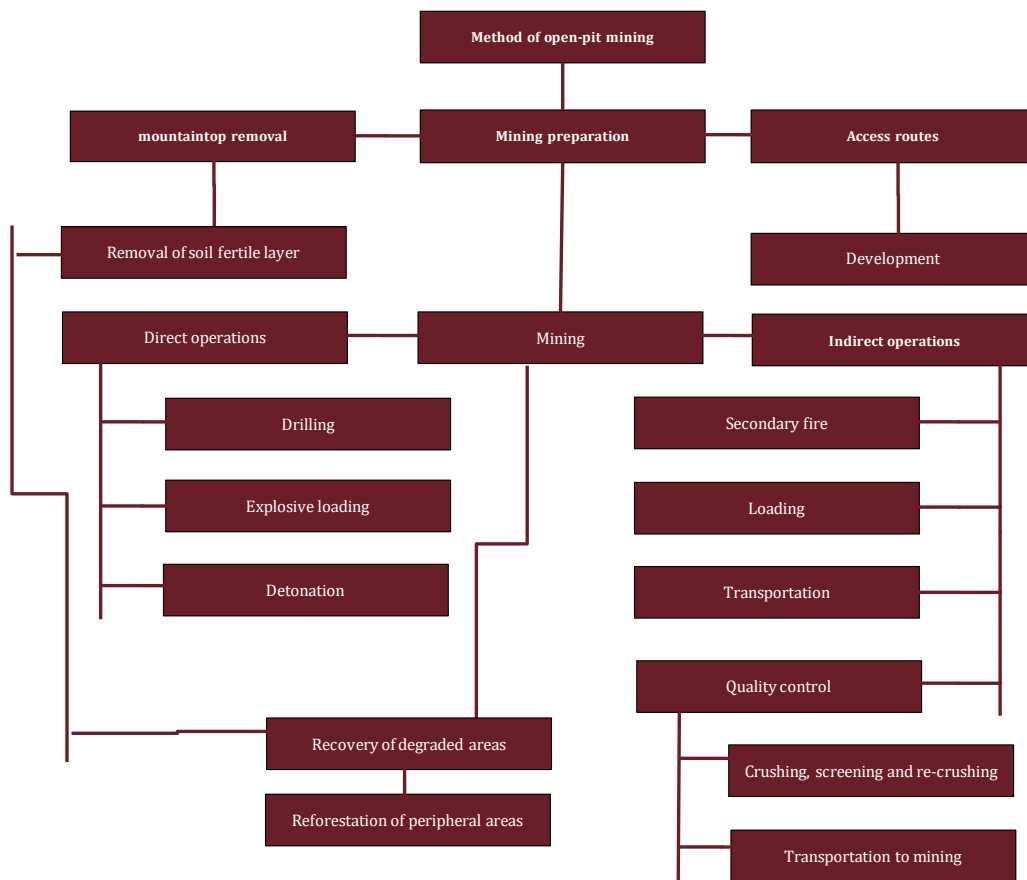 Method of open-pit mining
mountaintop removal
Mining preparation
Access routes
Removal of soil fertile layer
Development
Direct operations
Mining
Indirect operations
Drilling
Secondary fire
Explosive loading
Loading
Detonation
Transportation
Quality control
Recovery of degraded areas
Crushing, screening and re-crushing
Reforestation of peripheral areas
Transportation to mining